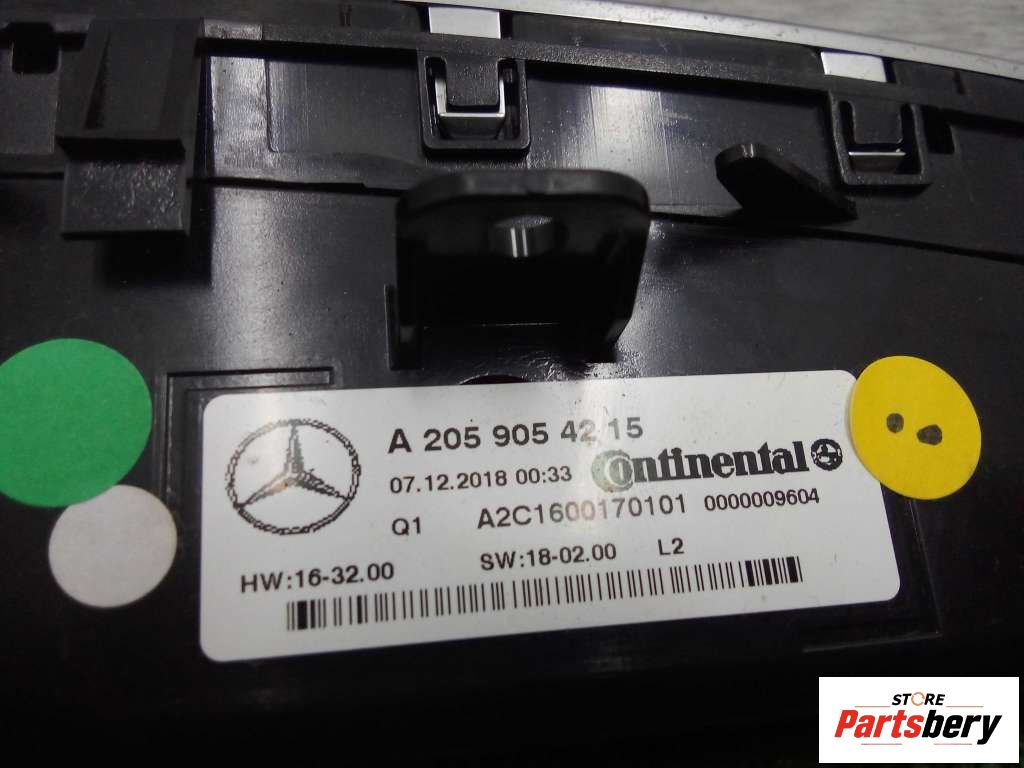 A 205 905 42 15
07.12.2018 00:33 Continental
Q1 A2C1600170101 0000009604
HW:16-32.00 SW:18-02.00 L2
STORE
Partsbery